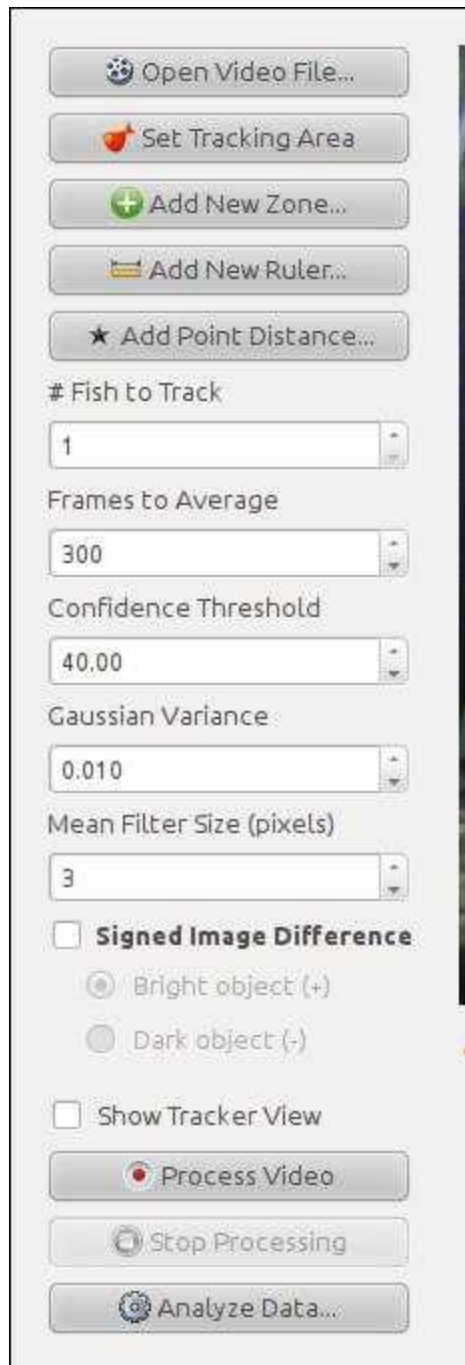 Open Video File...
Set Tracking Area
Add New Zone...
Add New Ruler...
Add Point Distance...
# Fish to Track
1
Frames to Average
300
Confidence Threshold
40.00
Gaussian Variance
0.010
Mean Filter Size (pixels)
3
Signed Image Difference
Bright object (+)
Dark object (-)
Show Tracker View
Process Video
Stop Processing
Analyze Data...